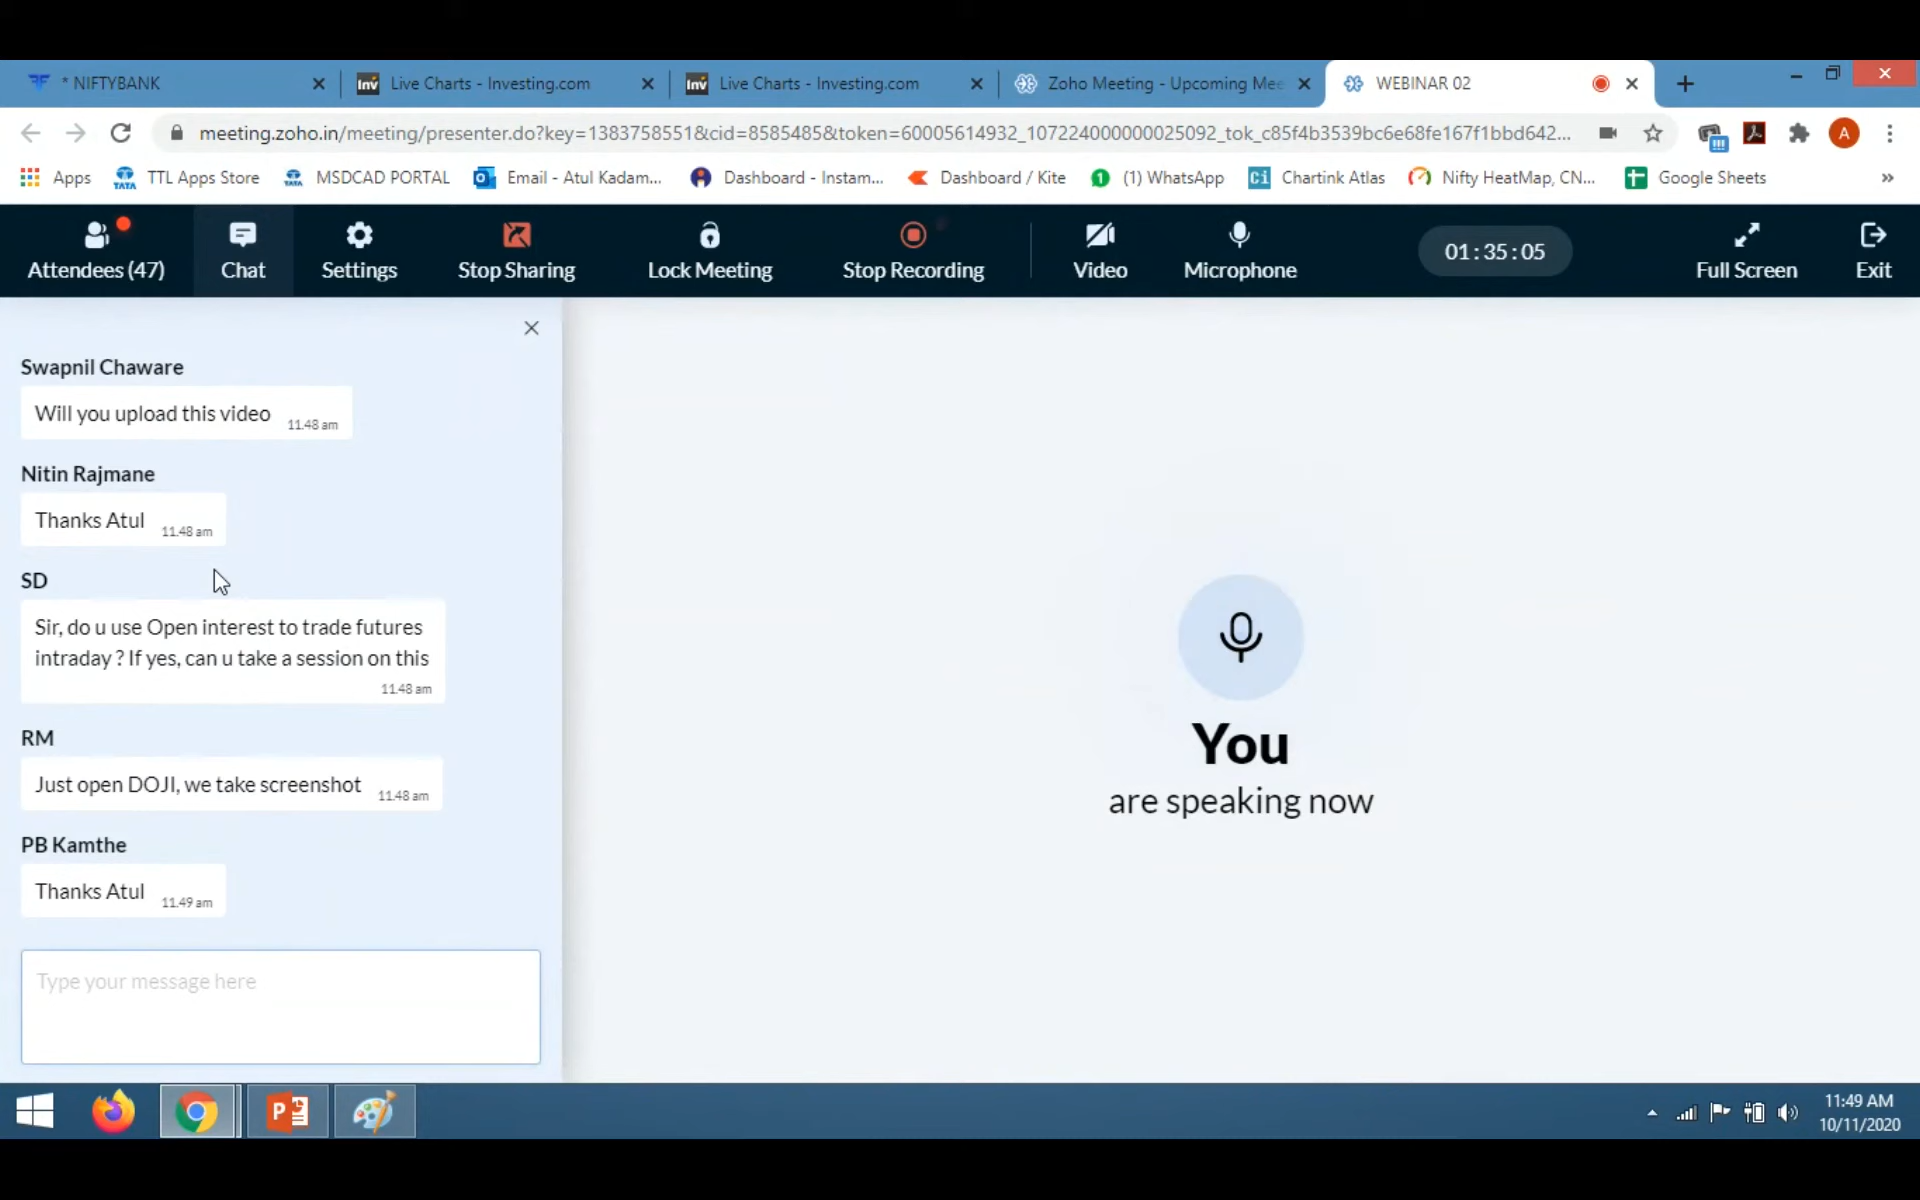 * NIFTYBANK
Live Charts - Investing.com
Live Charts - Investing.com
Zoho Meeting - Upcoming Mee
WEBINAR 02
meeting.zoho.in/meeting/presenter.do?key=1383758551&cid=8585485&token=60005614932_107224000000025092_tok_c85f4b3539bc6e68fe167f1bbd642...
A
Apps
TATA
TTL Apps Store
TATA
MSDCAD PORTAL
Email - Atul Kadam...
Dashboard - Instam...
Dashboard / Kite
1
(1) WhatsApp
Ci
Chartink Atlas
Nifty HeatMap, CN...
Google Sheets
»
Attendees (47)
Chat
Settings
Stop Sharing
Lock Meeting
Stop Recording
Video
Microphone
01:35:05
Full Screen
Exit
Swapnil Chaware
Will you upload this video 11.48 am
Nitin Rajmane
Thanks Atul 11.48 am
SD
Sir, do u use Open interest to trade futures
intraday ? If yes, can u take a session on this
11.48 am
RM
Just open DOJI, we take screenshot 11.48 am
PB Kamthe
Thanks Atul 11.49 am
Type your message here
You
are speaking now
11:49 AM
10/11/2020